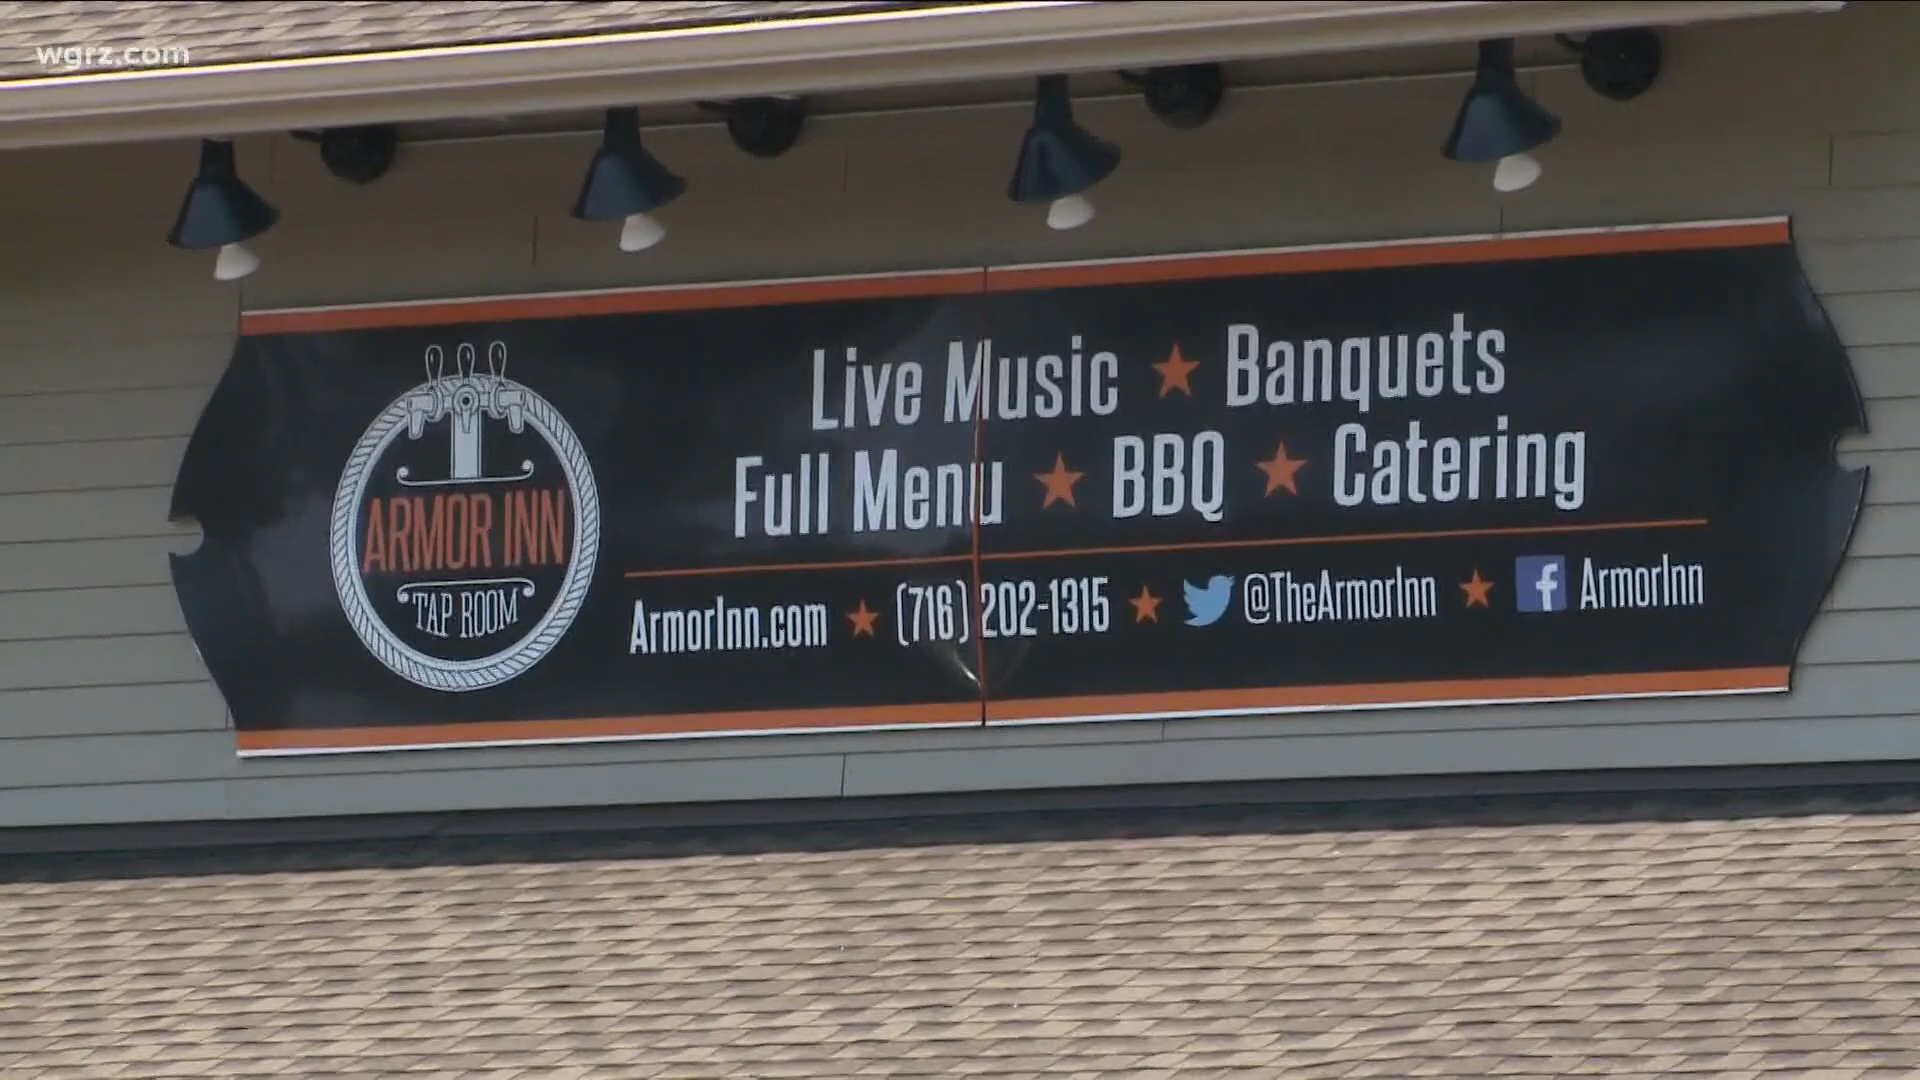 wgrz.com
ARMOR INN
TAP ROOM
Live Music ★ Banquets
Full Menu ★ BBQ ★ Catering
ArmorInn.com ★ (716) 202-1315 ★ @TheArmorInn ★ f ArmorInn